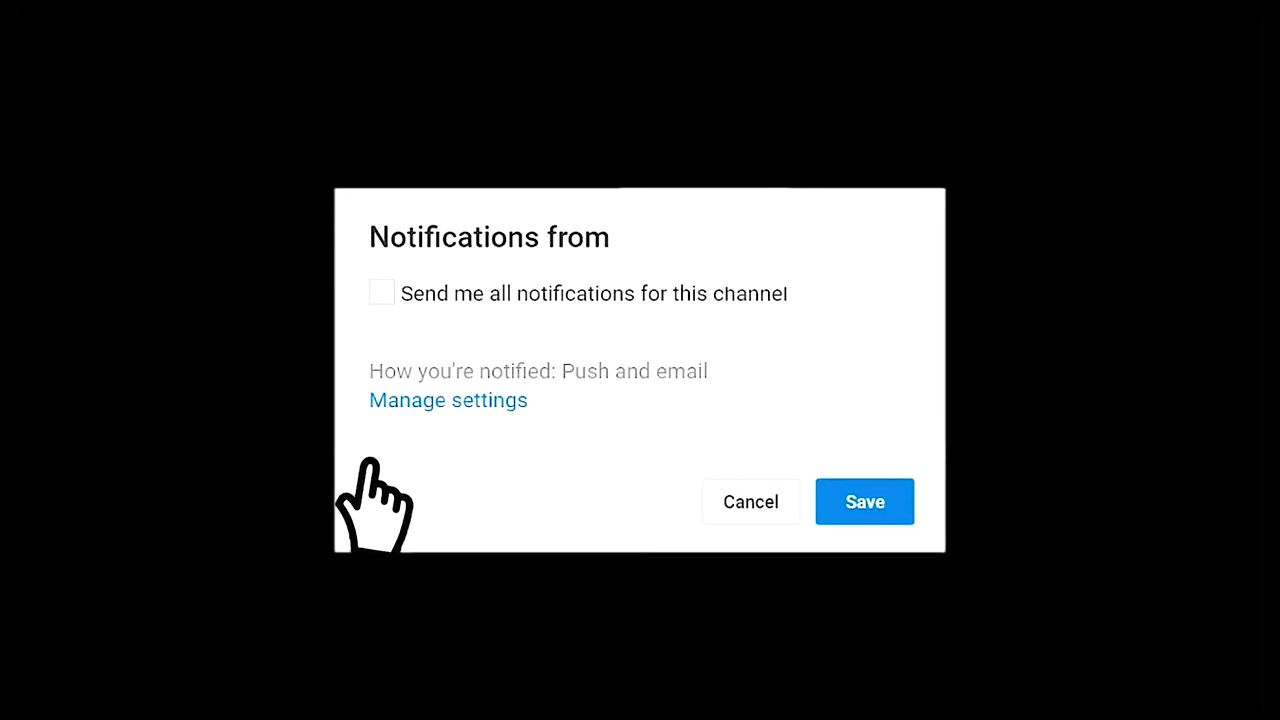 Notifications from
Send me all notifications for this channel
How you're notified: Push and email
Manage settings
Cancel
Save